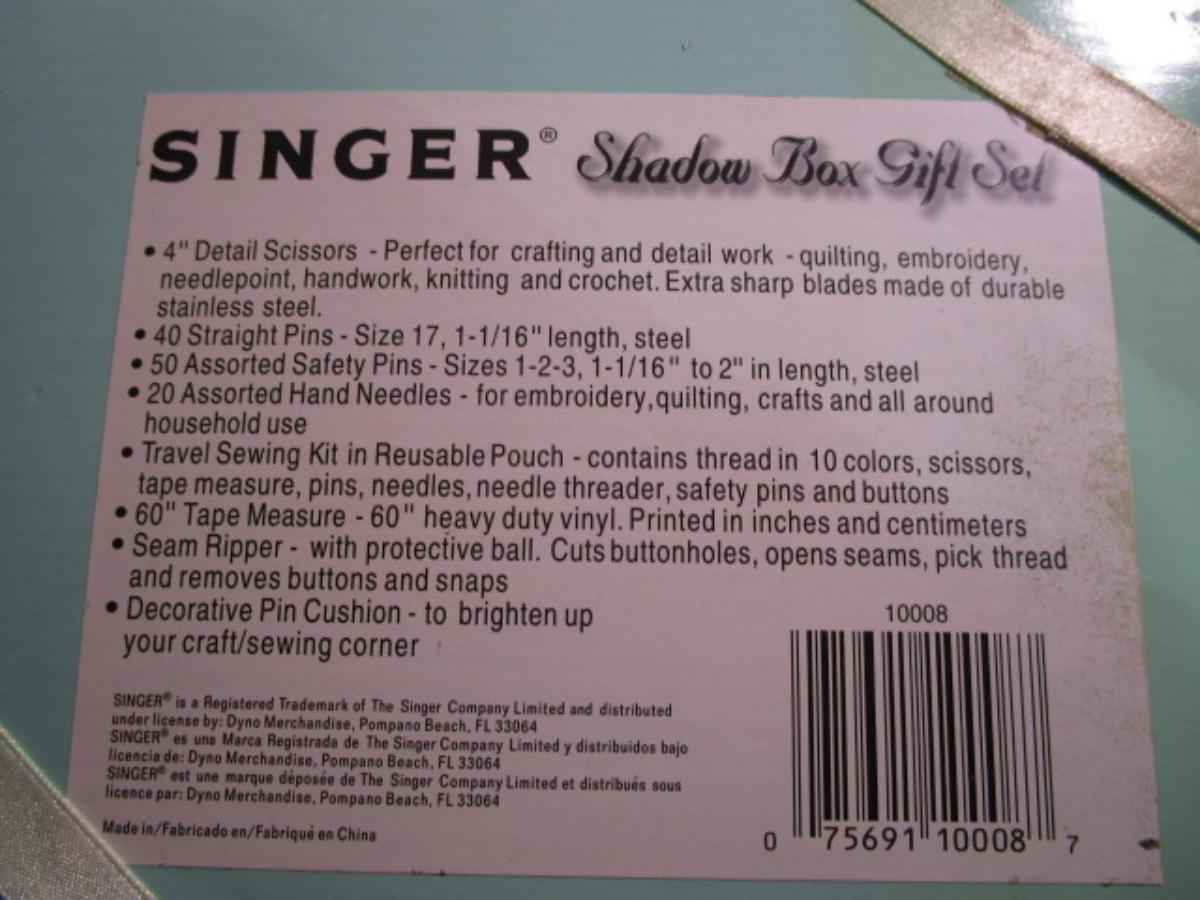 SINGER® Shadow Box Gift Set
• 4" Detail Scissors - Perfect for crafting and detail work - quilting, embroidery,
needlepoint, handwork, knitting and crochet. Extra sharp blades made of durable
stainless steel.
• 40 Straight Pins - Size 17, 1-1/16" length, steel
• 50 Assorted Safety Pins - Sizes 1-2-3, 1-1/16" to 2" in length, steel
• 20 Assorted Hand Needles - for embroidery,quilting, crafts and all around
household use
• Travel Sewing Kit in Reusable Pouch - contains thread in 10 colors, scissors,
tape measure, pins, needles, needle threader, safety pins and buttons
• 60" Tape Measure - 60" heavy duty vinyl. Printed in inches and centimeters
• Seam Ripper - with protective ball. Cuts buttonholes, opens seams, pick thread
and removes buttons and snaps
• Decorative Pin Cushion - to brighten up
your craft/sewing corner
10008
SINGER® is a Registered Trademark of The Singer Company Limited and distributed
under license by: Dyno Merchandise, Pompano Beach, FL 33064
SINGER® es una Marca Registrada de The Singer Company Limited y distribuidos bajo
licencia de: Dyno Merchandise, Pompano Beach, FL 33064
SINGER® est une marque déposée de The Singer Company Limited et distribués sous
licence par: Dyno Merchandise, Pompano Beach, FL 33064
Made in/Fabricado en/Fabriqué en China
0 75691 10008 7